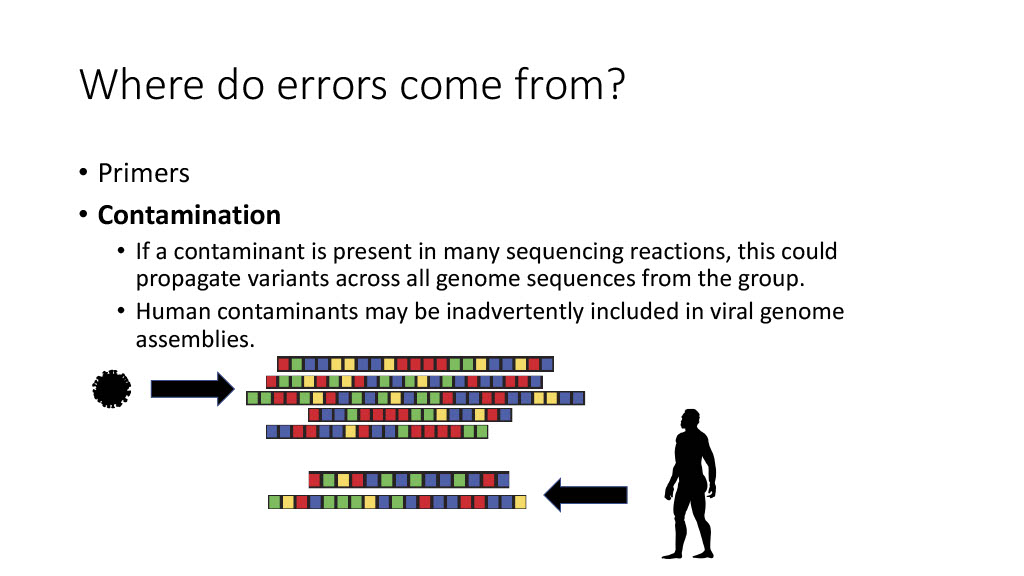 Where do errors come from?
• Primers
• Contamination
• If a contaminant is present in many sequencing reactions, this could
propagate variants across all genome sequences from the group.
• Human contaminants may be inadvertently included in viral genome
assemblies.